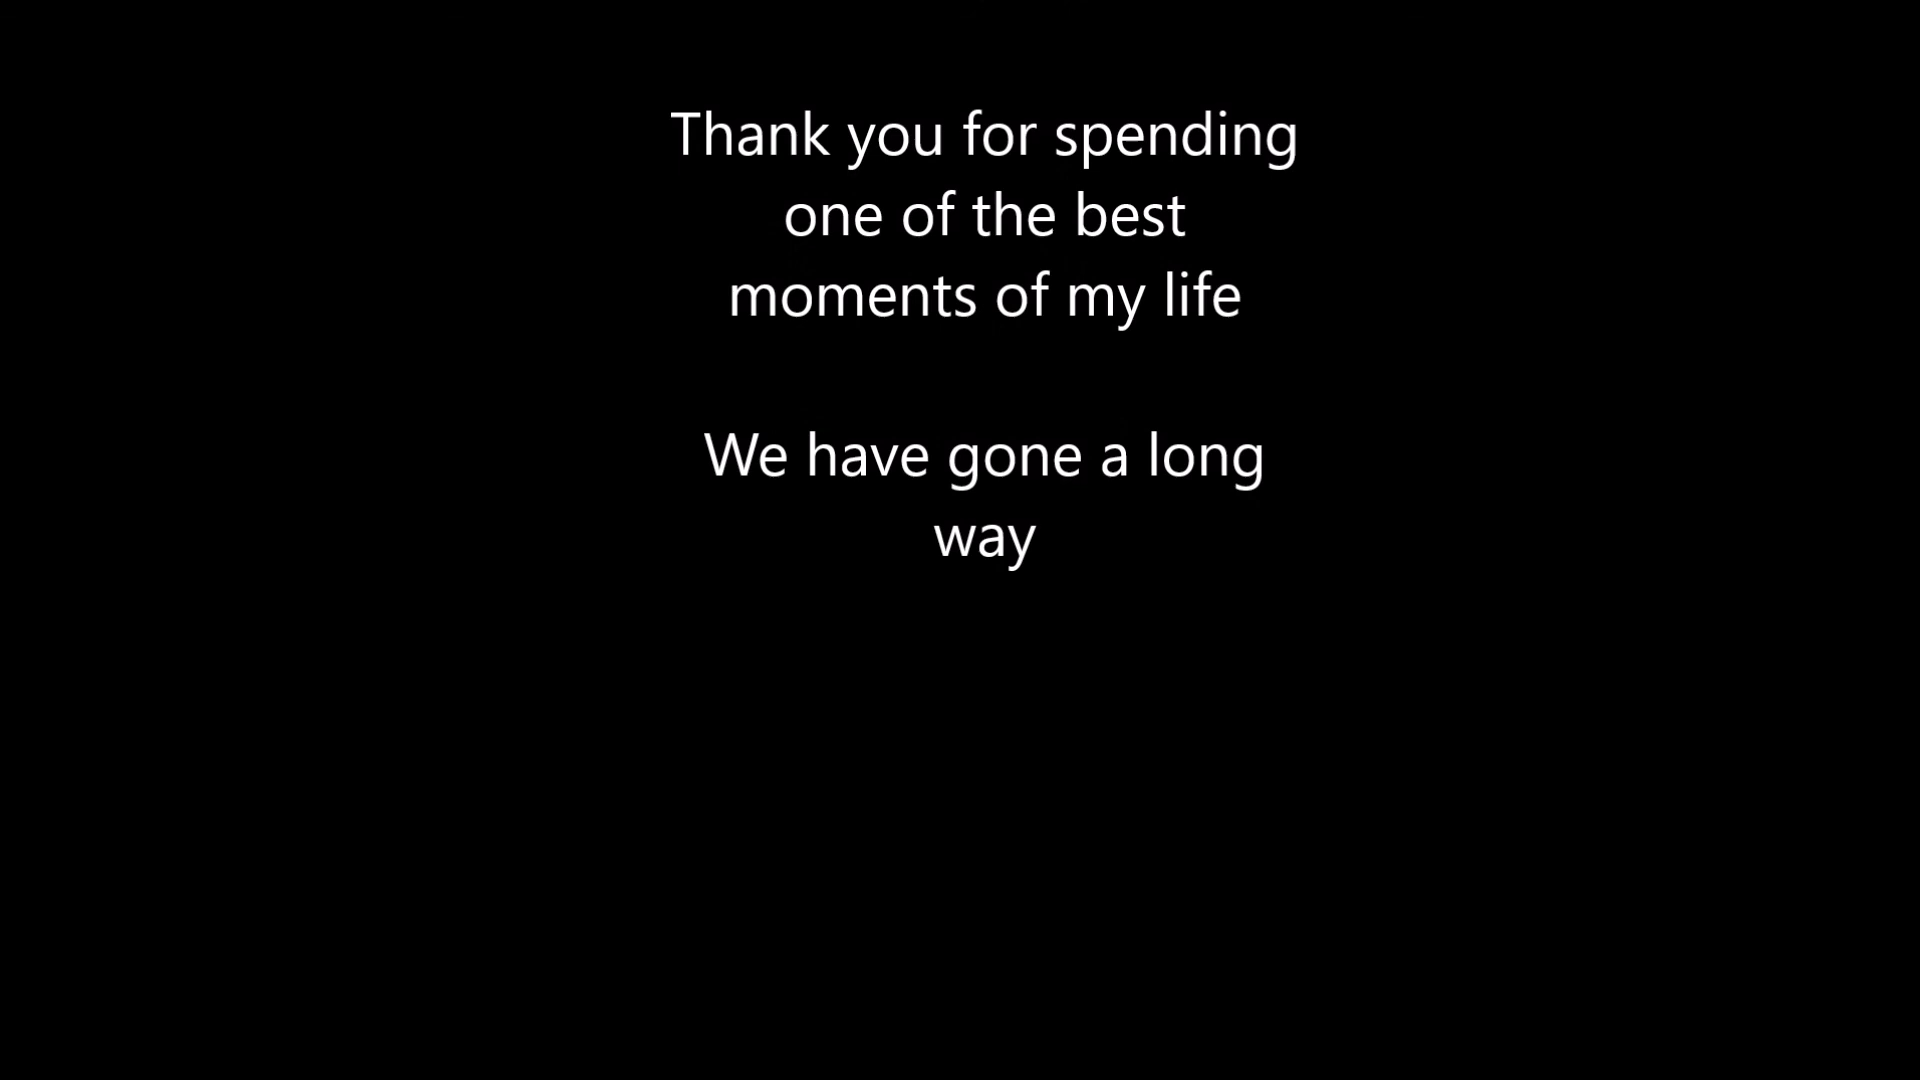 Thank you for spending
one of the best
moments of my life
We have gone a long
way